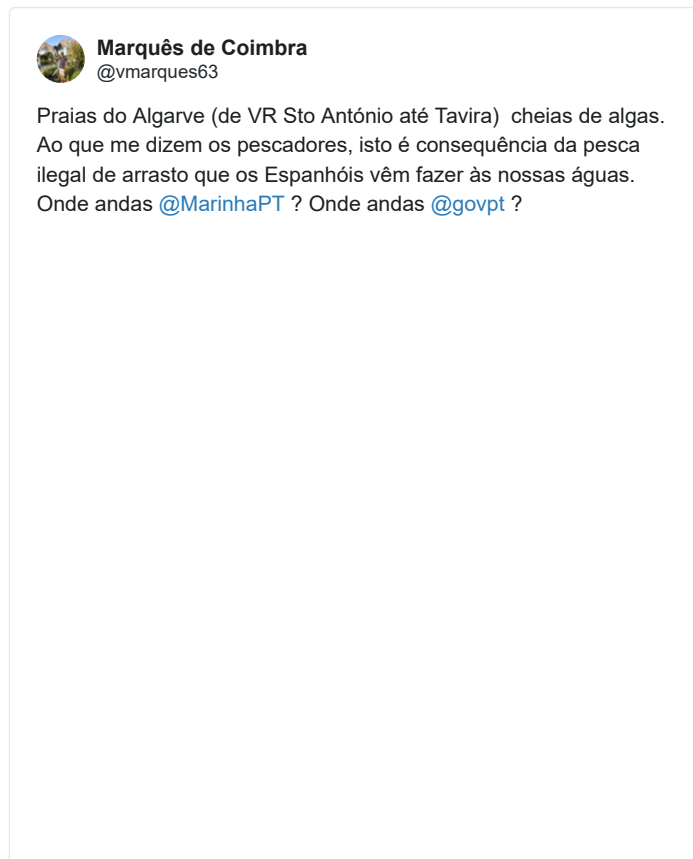 Marquês de Coimbra
@vmarques63
Praias do Algarve (de VR Sto António até Tavira)  cheias de algas.
Ao que me dizem os pescadores, isto é consequência da pesca
ilegal de arrasto que os Espanhóis vêm fazer às nossas águas.
Onde andas @MarinhaPT ? Onde andas @govpt ?